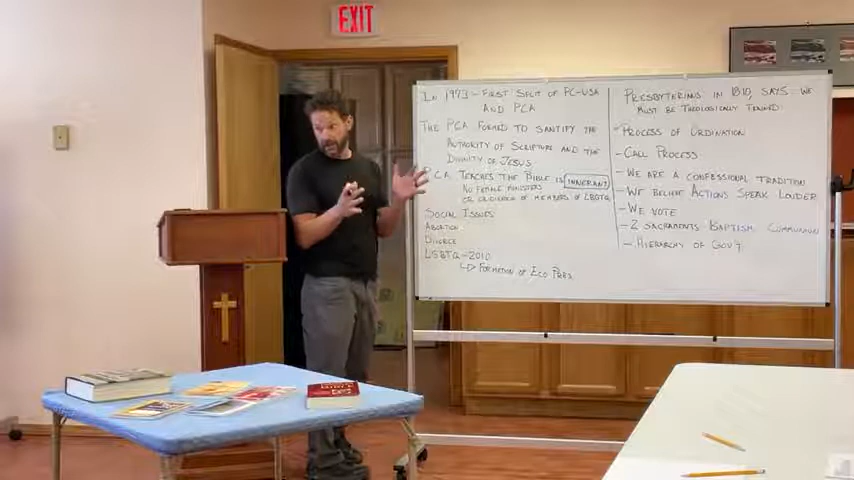 EXIT
In 1973 - First Split of PC-USA
and PCA
The PCA Formed to Santify the
Authority of Scripture and the
Divinity of Jesus
PCA Teaches the Bible is innerant
No Female Ministers
or ordination of members of LGBTQ
Social Issues
Abortion
Divorce
LGBTQ - 2010
Formation of Eco Pres.
Presbyterians in 1810, says: we
must be theologically trained
- Process of Ordination
- Call Process
- We are a confessional tradition
- We believe actions speak louder
- We vote
- 2 Sacraments Baptism Communion
- Hierarchy of Gov't